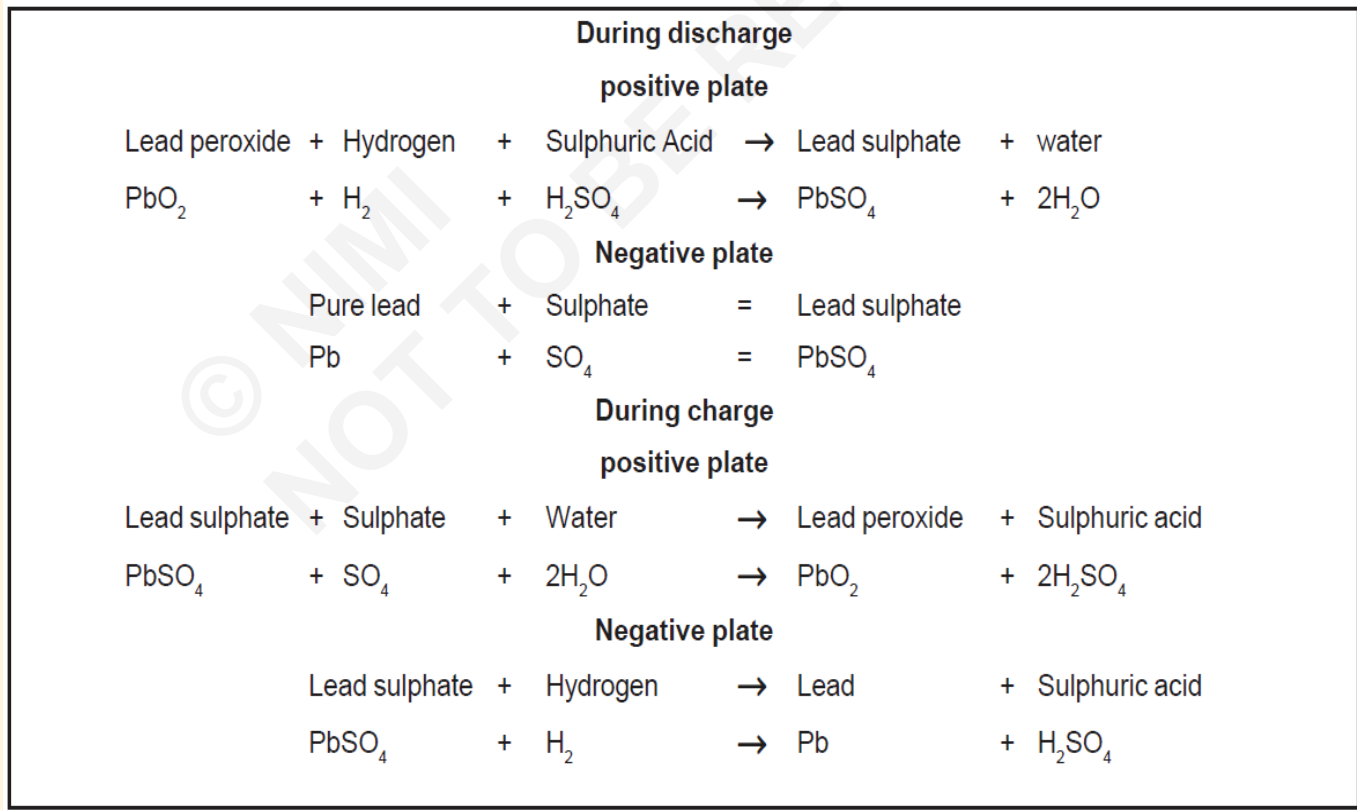 During discharge
positive plate
Lead peroxide + Hydrogen + Sulphuric Acid → Lead sulphate + water
PbO₂ + H₂ + H₂SO₄ → PbSO₄ + 2H₂O
Negative plate
Pure lead + Sulphate = Lead sulphate
Pb + SO₄ = PbSO₄
During charge
positive plate
Lead sulphate + Sulphate + Water → Lead peroxide + Sulphuric acid
PbSO₄ + SO₄ + 2H₂O → PbO₂ + 2H₂SO₄
Negative plate
Lead sulphate + Hydrogen → Lead + Sulphuric acid
PbSO₄ + H₂ → Pb + H₂SO₄
© NIMI
NOT TO BE